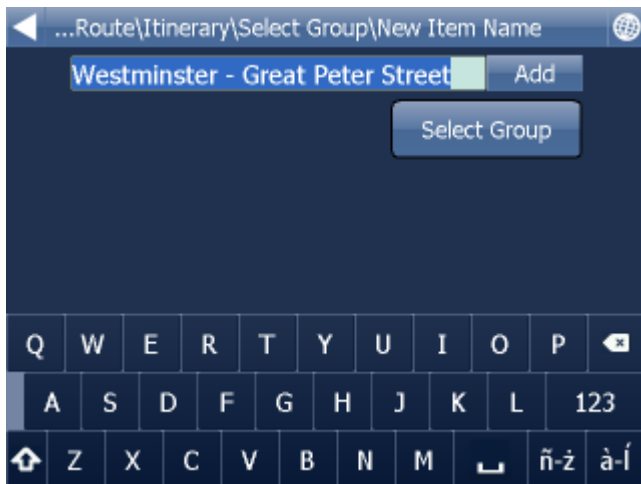 ...Route\Itinerary\Select Group\New Item Name
Westminster - Great Peter Street Add
Select Group
Q W E R T Y U I O P
A S D F G H J K L 123
Z X C V B N M ñ-ż à-Í